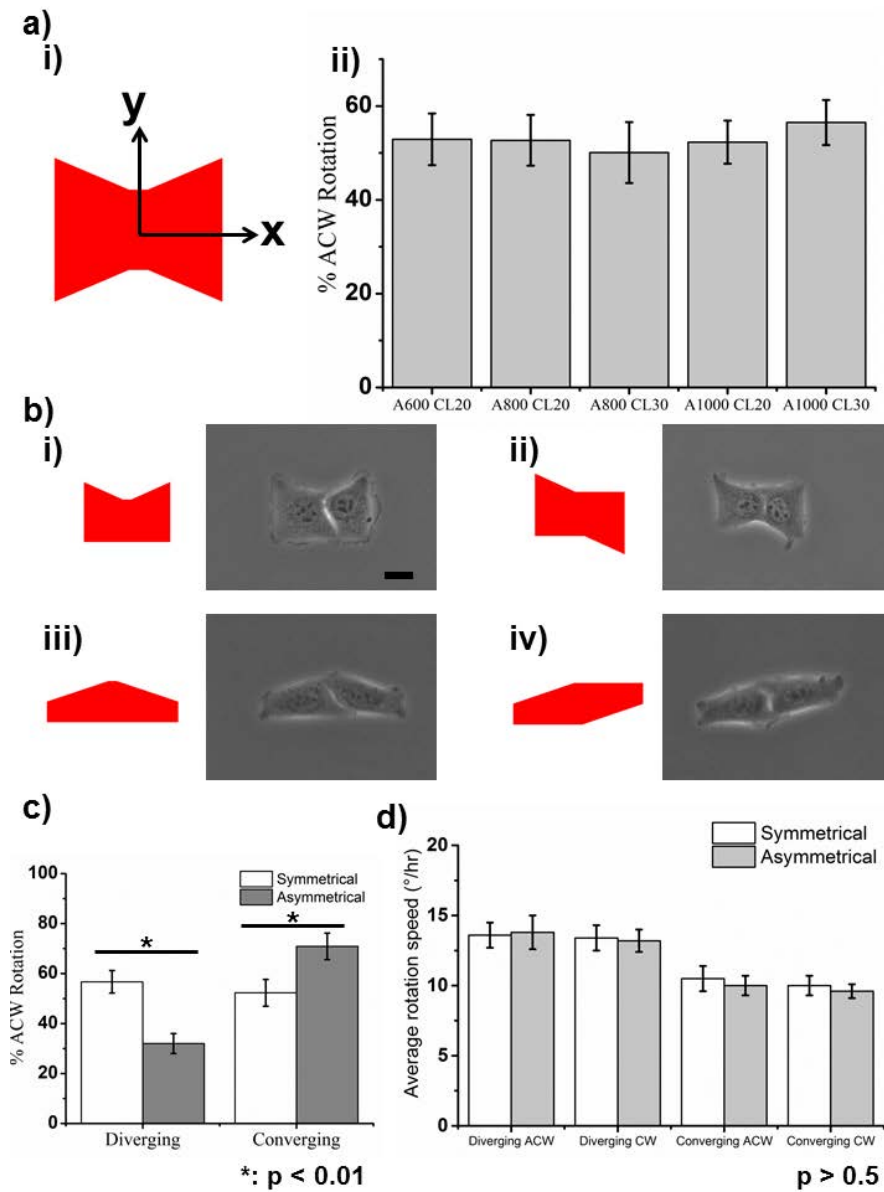 a)
i)
y
x
ii)
% ACW Rotation
60
40
20
0
A600 CL20 A800 CL20 A800 CL30 A1000 CL20 A1000 CL30
b)
i)
ii)
iii)
iv)
c)
% ACW Rotation
100
80
60
40
20
0
Symmetrical
Asymmetrical
*
*
Diverging Converging
*: p < 0.01
d)
Average rotation speed (°/hr)
20
15
10
5
0
Symmetrical
Asymmetrical
Diverging ACW Diverging CW Converging ACW Converging CW
p > 0.5